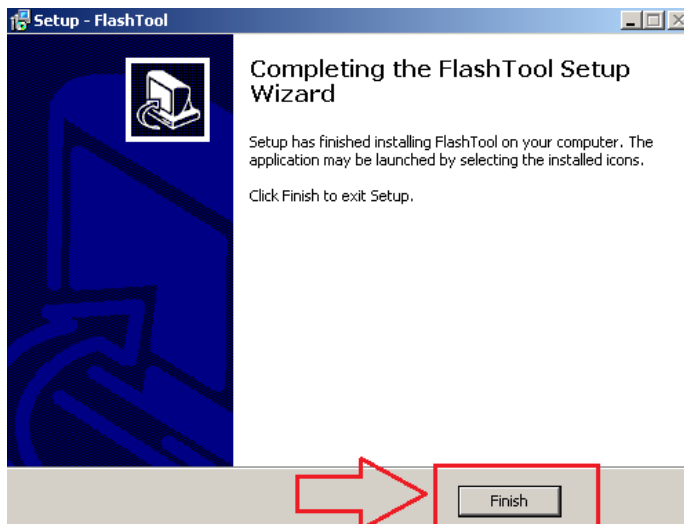 Setup - FlashTool
Completing the FlashTool Setup
Wizard
Setup has finished installing FlashTool on your computer. The
application may be launched by selecting the installed icons.
Click Finish to exit Setup.
Finish